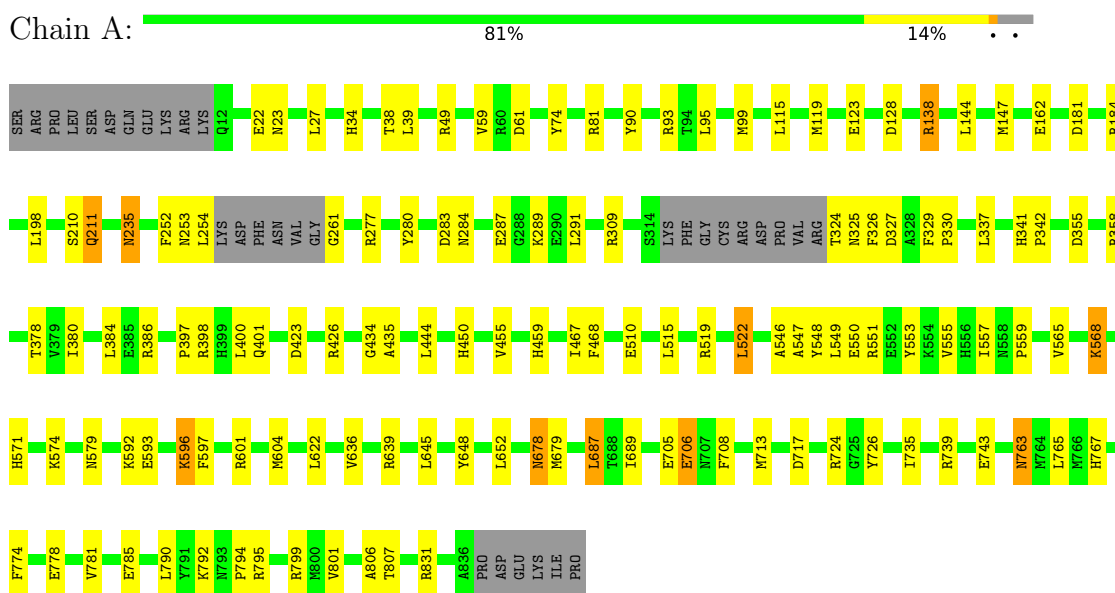 Chain A:
81% 14% • •
SER ARG PRO LEU SER ASP GLN GLU LYS ARG LYS Q12 E22 N23 L27 H34 T38 L39 R49 V59 R60 D61 Y74 R81 Y90 R93 T94 L95 M99 L115 M119 E123 D128 R138 L144 M147 E162 D181 R184
L198 S210 Q211 N235 F252 N253 L254 LYS ASP PHE ASN VAL GLY G261 R277 Y280 D283 N284 E287 G288 K289 E290 L291 R309 S314 LYS PHE GLY CYS ARG ASP PRO VAL ARG T324 N325 F326 D327 A328 F329 P330 L337 H341 P342 D355 R358
T378 V379 I380 L384 E385 R386 P397 R398 H399 L400 Q401 D423 R426 G434 A435 L444 H450 V455 H459 I467 F468 E510 L515 R519 L522 A546 A547 Y548 L549 E550 R551 E552 Y553 K554 V555 H556 I557 N558 P559 V565 K568
H571 K574 N579 K592 E593 K596 F597 R601 M604 L622 V636 R639 L645 Y648 L652 N678 M679 L687 T688 I689 E705 E706 N707 F708 M713 D717 R724 G725 Y726 I735 R739 E743 N763 M764 L765 M766 H767
F774 E778 V781 E785 L790 Y791 K792 N793 P794 R795 R799 M800 V801 A806 T807 R831 A836 PRO ASP GLU LYS ILE PRO